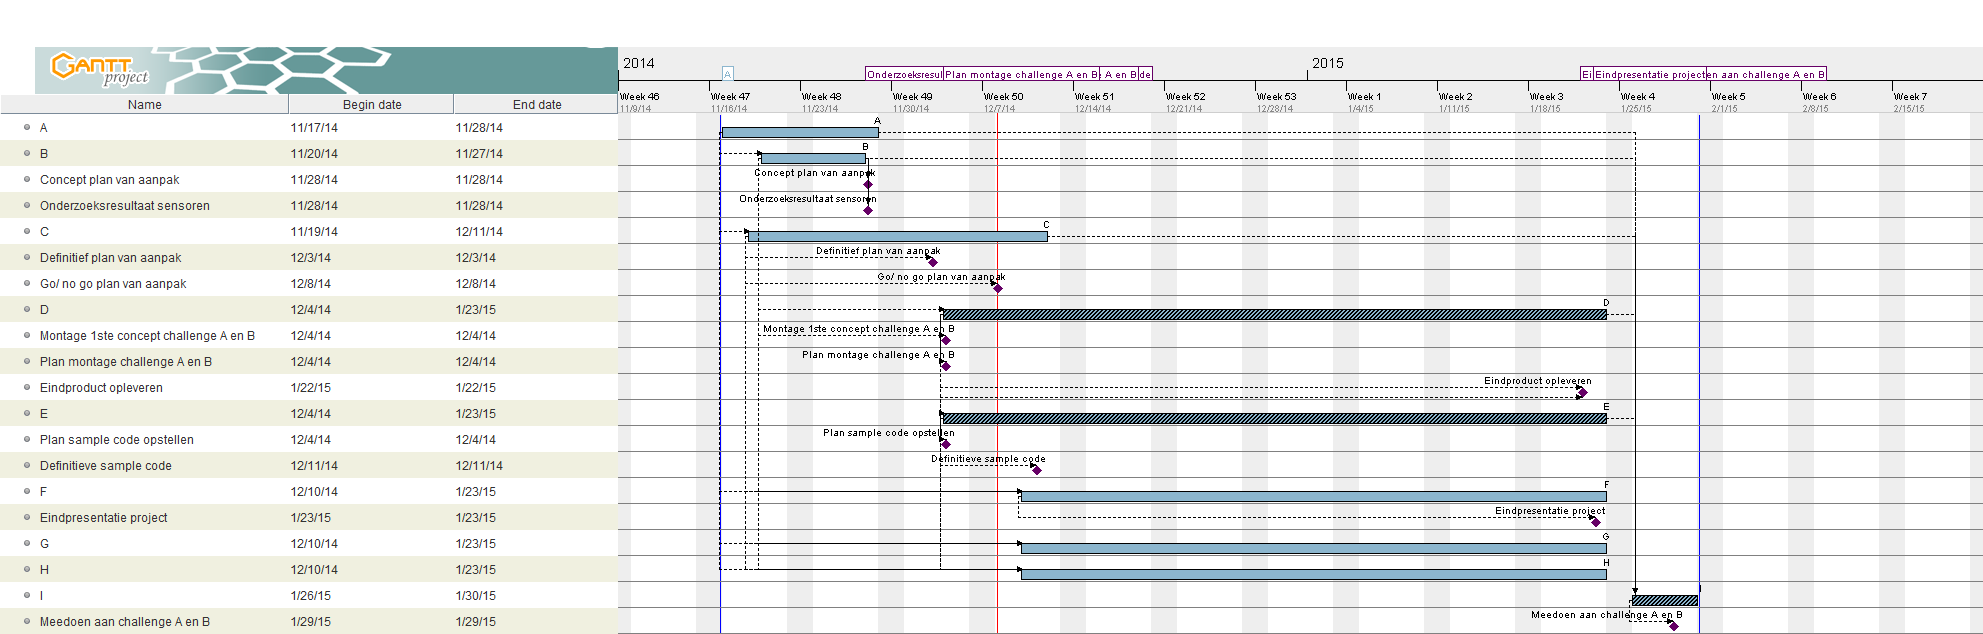 GANTT
project
2014
2015
A
Onderzoeksresul
Plan montage challenge A en B
A en B
de
Ei
Eindpresentatie project
en aan challenge A en B
Name Begin date End date
Week 46 Week 47 Week 48 Week 49 Week 50 Week 51 Week 52 Week 53 Week 1 Week 2 Week 3 Week 4 Week 5 Week 6 Week 7
11/9/14 11/16/14 11/23/14 11/30/14 12/7/14 12/14/14 12/21/14 12/28/14 1/4/15 1/11/15 1/18/15 1/25/15 2/1/15 2/8/15 2/15/15
A 11/17/14 11/28/14 A
B 11/20/14 11/27/14 B
Concept plan van aanpak 11/28/14 11/28/14 Concept plan van aanpak
Onderzoeksresultaat sensoren 11/28/14 11/28/14 Onderzoeksresultaat sensoren
C 11/19/14 12/11/14 C
Definitief plan van aanpak 12/3/14 12/3/14 Definitief plan van aanpak
Go/ no go plan van aanpak 12/8/14 12/8/14 Go/ no go plan van aanpak
D 12/4/14 1/23/15 D
Montage 1ste concept challenge A en B 12/4/14 12/4/14 Montage 1ste concept challenge A en B
Plan montage challenge A en B 12/4/14 12/4/14 Plan montage challenge A en B
Eindproduct opleveren 1/22/15 1/22/15 Eindproduct opleveren
E 12/4/14 1/23/15 E
Plan sample code opstellen 12/4/14 12/4/14 Plan sample code opstellen
Definitieve sample code 12/11/14 12/11/14 Definitieve sample code
F 12/10/14 1/23/15 F
Eindpresentatie project 1/23/15 1/23/15 Eindpresentatie project
G 12/10/14 1/23/15 G
H 12/10/14 1/23/15 H
I 1/26/15 1/30/15 I
Meedoen aan challenge A en B 1/29/15 1/29/15 Meedoen aan challenge A en B